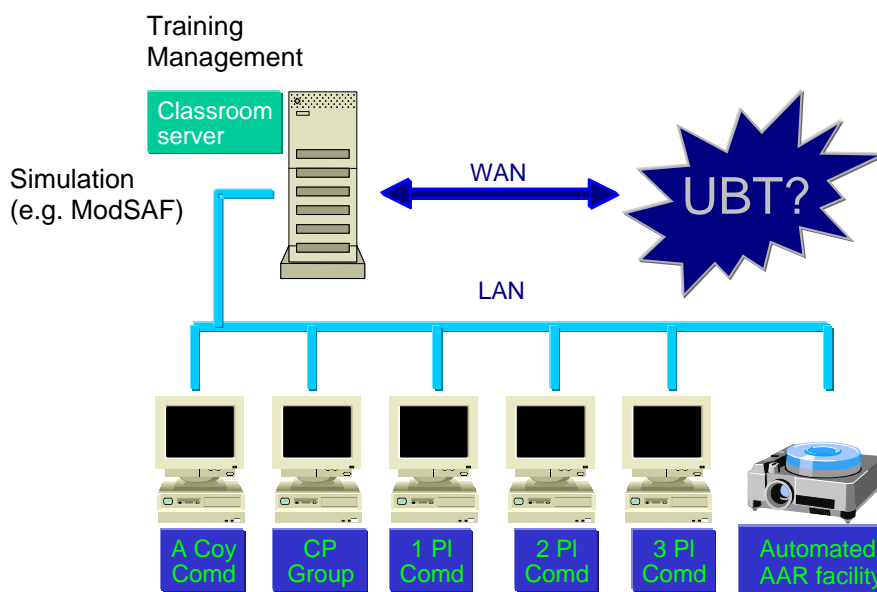 Training
Management
Classroom
server
Simulation
(e.g. ModSAF)
WAN
UBT?
LAN
A Coy
Comd
CP
Group
1 Pl
Comd
2 Pl
Comd
3 Pl
Comd
Automated
AAR facility